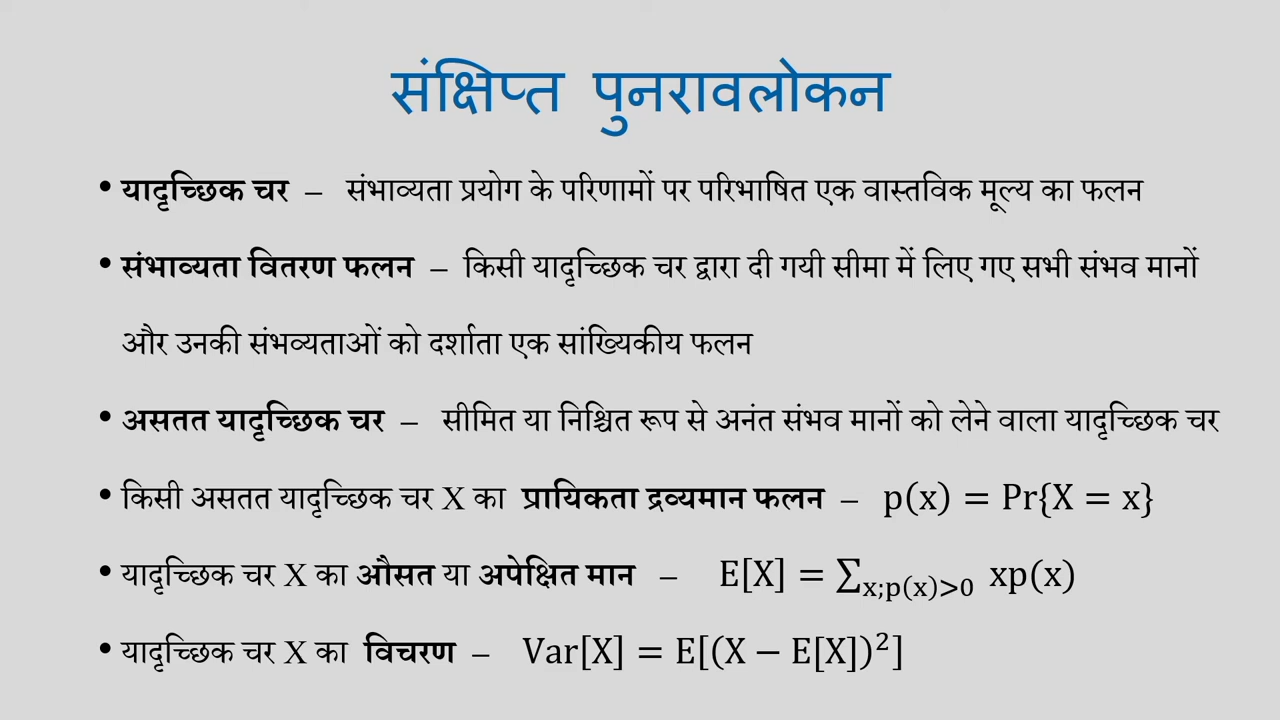 संक्षिप्त पुनरावलोकन
• यादृच्छिक चर – संभाव्यता प्रयोग के परिणामों पर परिभाषित एक वास्तविक मूल्य का फलन
• संभाव्यता वितरण फलन – किसी यादृच्छिक चर द्वारा दी गयी सीमा में लिए गए सभी संभव मानों
और उनकी संभव्यताओं को दर्शाता एक सांख्यिकीय फलन
• असतत यादृच्छिक चर – सीमित या निश्चित रूप से अनंत संभव मानों को लेने वाला यादृच्छिक चर
• किसी असतत यादृच्छिक चर X का प्रायिकता द्रव्यमान फलन – p(x) = Pr{X = x}
• यादृच्छिक चर X का औसत या अपेक्षित मान – E[X] = ∑x;p(x)>0 xp(x)
• यादृच्छिक चर X का विचरण – Var[X] = E[(X − E[X])²]